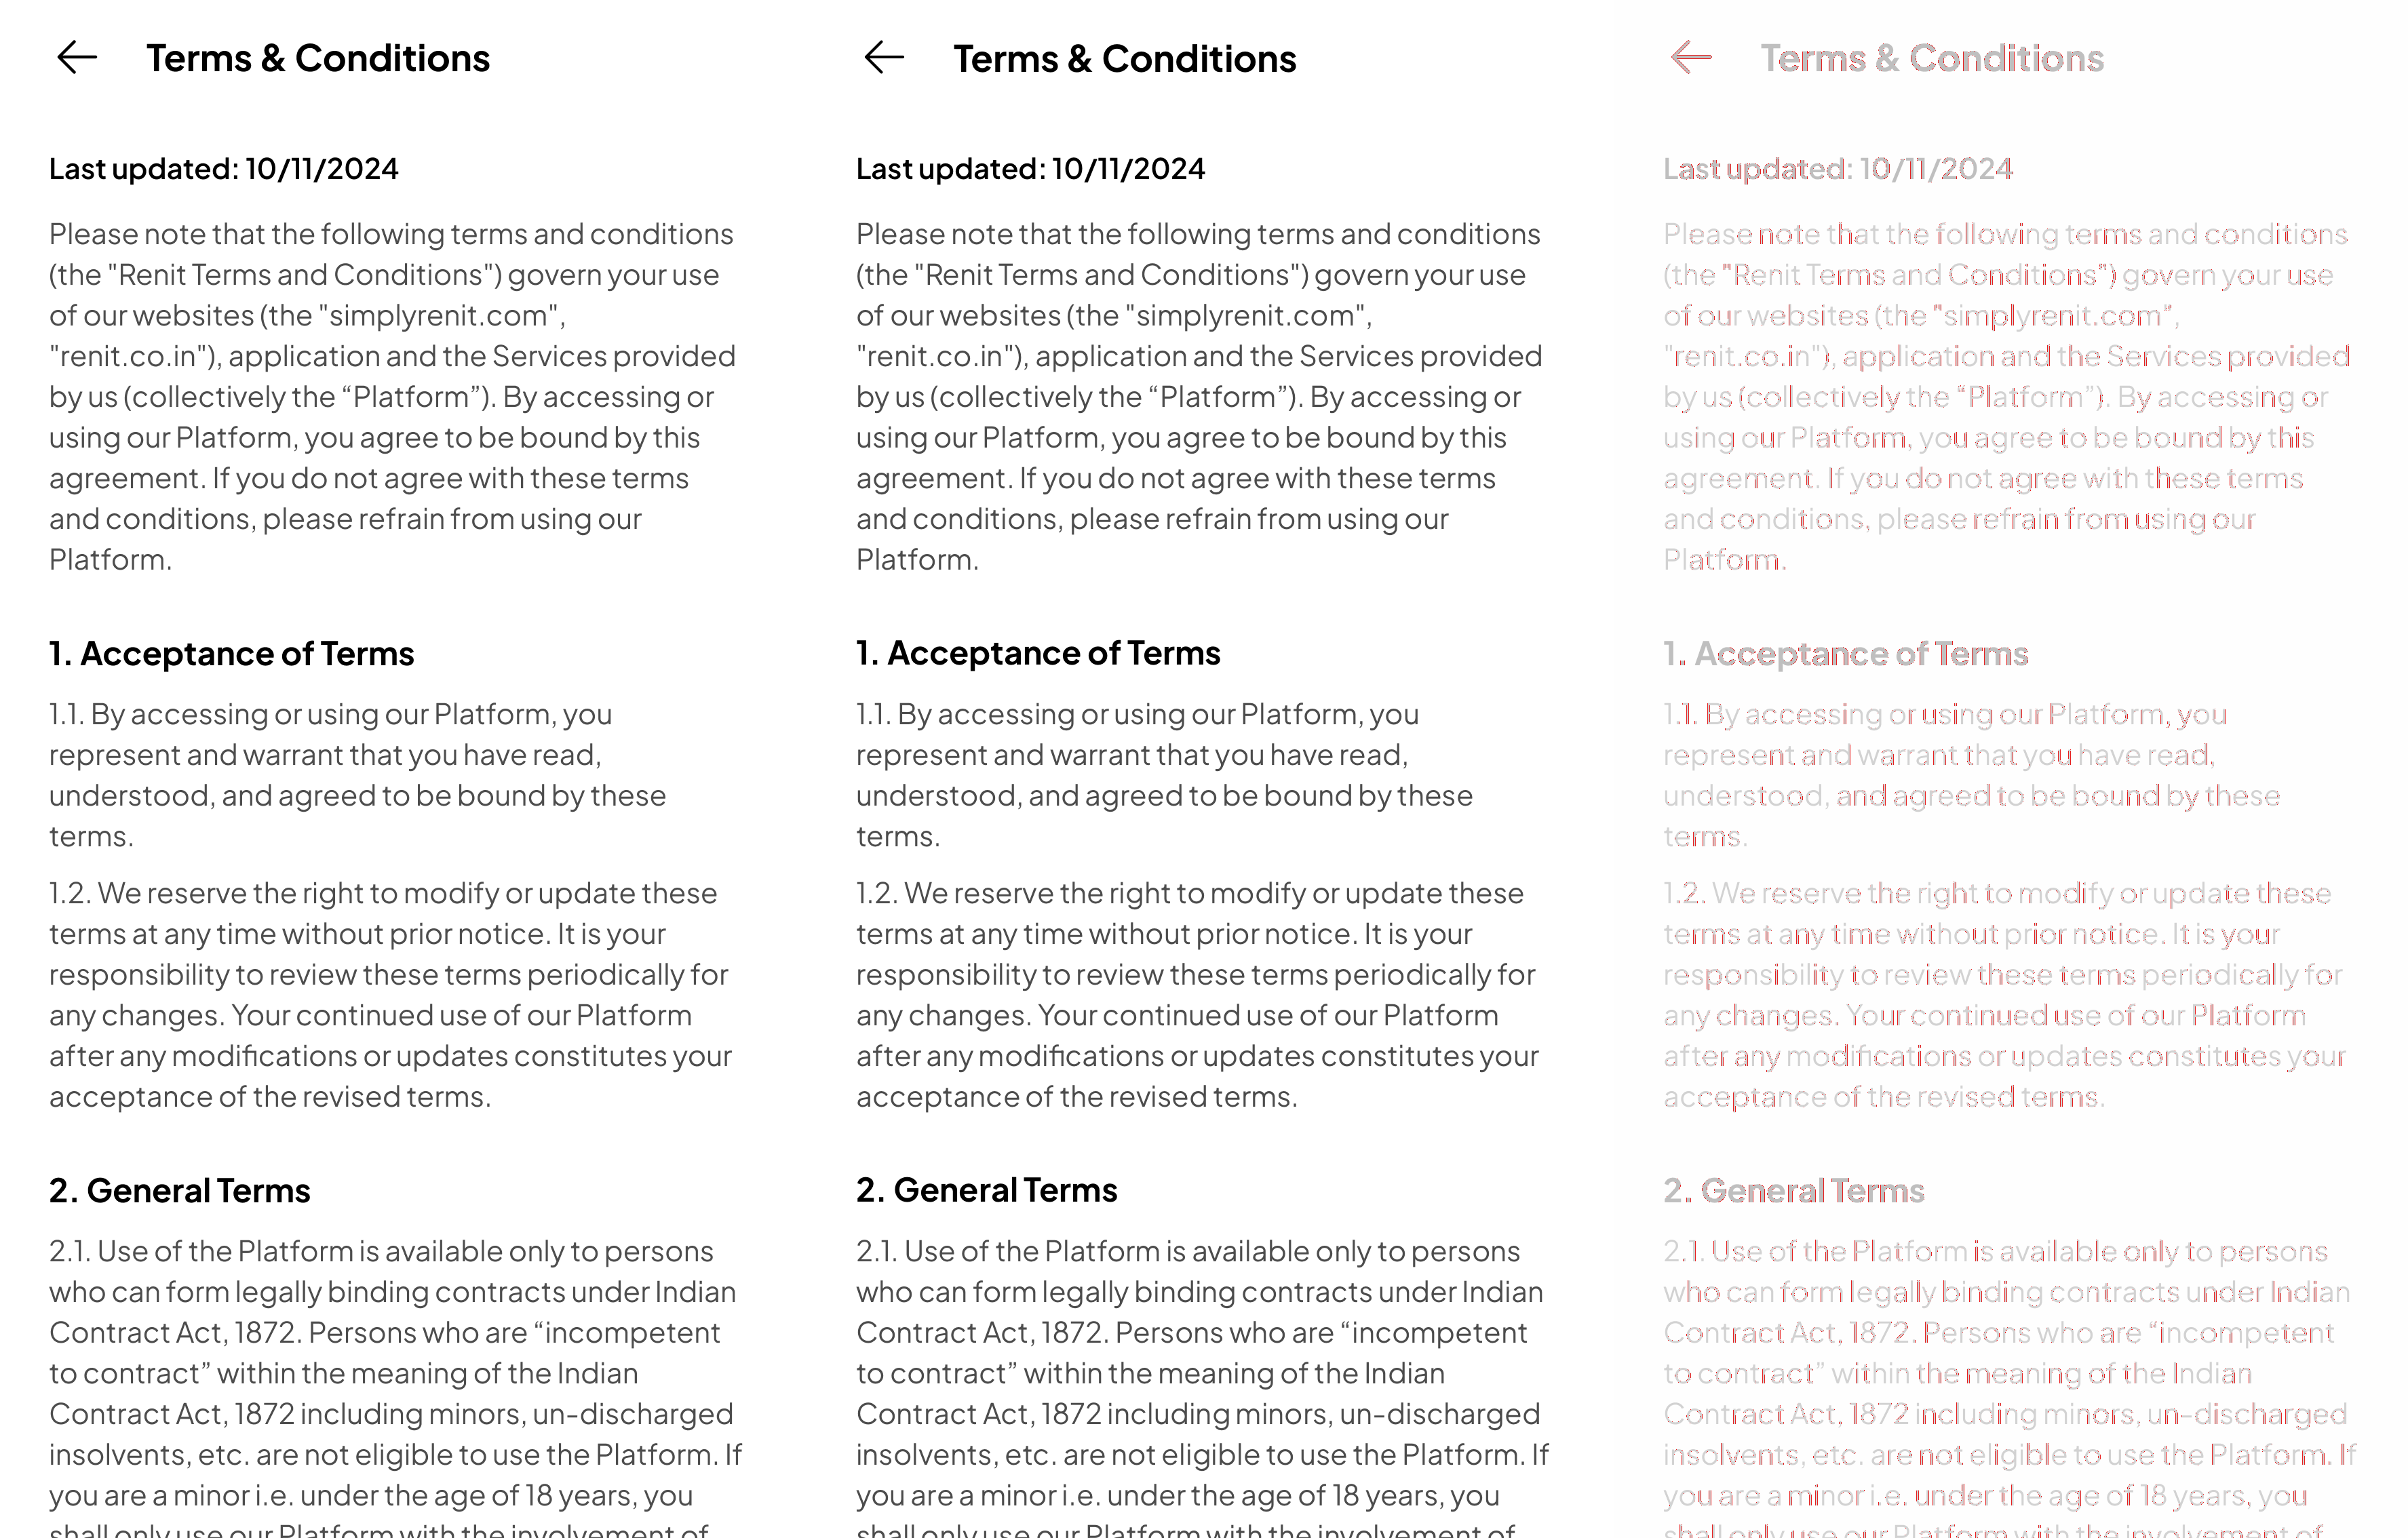 Terms & Conditions
Last updated: 10/11/2024
Please note that the following terms and conditions
(the "Renit Terms and Conditions") govern your use
of our websites (the "simplyrenit.com",
"renit.co.in"), application and the Services provided
by us (collectively the “Platform”). By accessing or
using our Platform, you agree to be bound by this
agreement. If you do not agree with these terms
and conditions, please refrain from using our
Platform.
1. Acceptance of Terms
1.1. By accessing or using our Platform, you
represent and warrant that you have read,
understood, and agreed to be bound by these
terms.
1.2. We reserve the right to modify or update these
terms at any time without prior notice. It is your
responsibility to review these terms periodically for
any changes. Your continued use of our Platform
after any modifications or updates constitutes your
acceptance of the revised terms.
2. General Terms
2.1. Use of the Platform is available only to persons
who can form legally binding contracts under Indian
Contract Act, 1872. Persons who are “incompetent
to contract” within the meaning of the Indian
Contract Act, 1872 including minors, un-discharged
insolvents, etc. are not eligible to use the Platform. If
you are a minor i.e. under the age of 18 years, you
shall only use our Platform with the involvement of
Terms & Conditions
Last updated: 10/11/2024
Please note that the following terms and conditions
(the "Renit Terms and Conditions") govern your use
of our websites (the "simplyrenit.com",
"renit.co.in"), application and the Services provided
by us (collectively the “Platform”). By accessing or
using our Platform, you agree to be bound by this
agreement. If you do not agree with these terms
and conditions, please refrain from using our
Platform.
1. Acceptance of Terms
1.1. By accessing or using our Platform, you
represent and warrant that you have read,
understood, and agreed to be bound by these
terms.
1.2. We reserve the right to modify or update these
terms at any time without prior notice. It is your
responsibility to review these terms periodically for
any changes. Your continued use of our Platform
after any modifications or updates constitutes your
acceptance of the revised terms.
2. General Terms
2.1. Use of the Platform is available only to persons
who can form legally binding contracts under Indian
Contract Act, 1872. Persons who are “incompetent
to contract” within the meaning of the Indian
Contract Act, 1872 including minors, un-discharged
insolvents, etc. are not eligible to use the Platform. If
you are a minor i.e. under the age of 18 years, you
shall only use our Platform with the involvement of
Terms & Conditions
Last updated: 10/11/2024
Please note that the following terms and conditions
(the "Renit Terms and Conditions") govern your use
of our websites (the "simplyrenit.com",
"renit.co.in"), application and the Services provided
by us (collectively the “Platform”). By accessing or
using our Platform, you agree to be bound by this
agreement. If you do not agree with these terms
and conditions, please refrain from using our
Platform.
1. Acceptance of Terms
1.1. By accessing or using our Platform, you
represent and warrant that you have read,
understood, and agreed to be bound by these
terms.
1.2. We reserve the right to modify or update these
terms at any time without prior notice. It is your
responsibility to review these terms periodically for
any changes. Your continued use of our Platform
after any modifications or updates constitutes your
acceptance of the revised terms.
2. General Terms
2.1. Use of the Platform is available only to persons
who can form legally binding contracts under Indian
Contract Act, 1872. Persons who are “incompetent
to contract” within the meaning of the Indian
Contract Act, 1872 including minors, un-discharged
insolvents, etc. are not eligible to use the Platform. If
you are a minor i.e. under the age of 18 years, you
shall only use our Platform with the involvement of